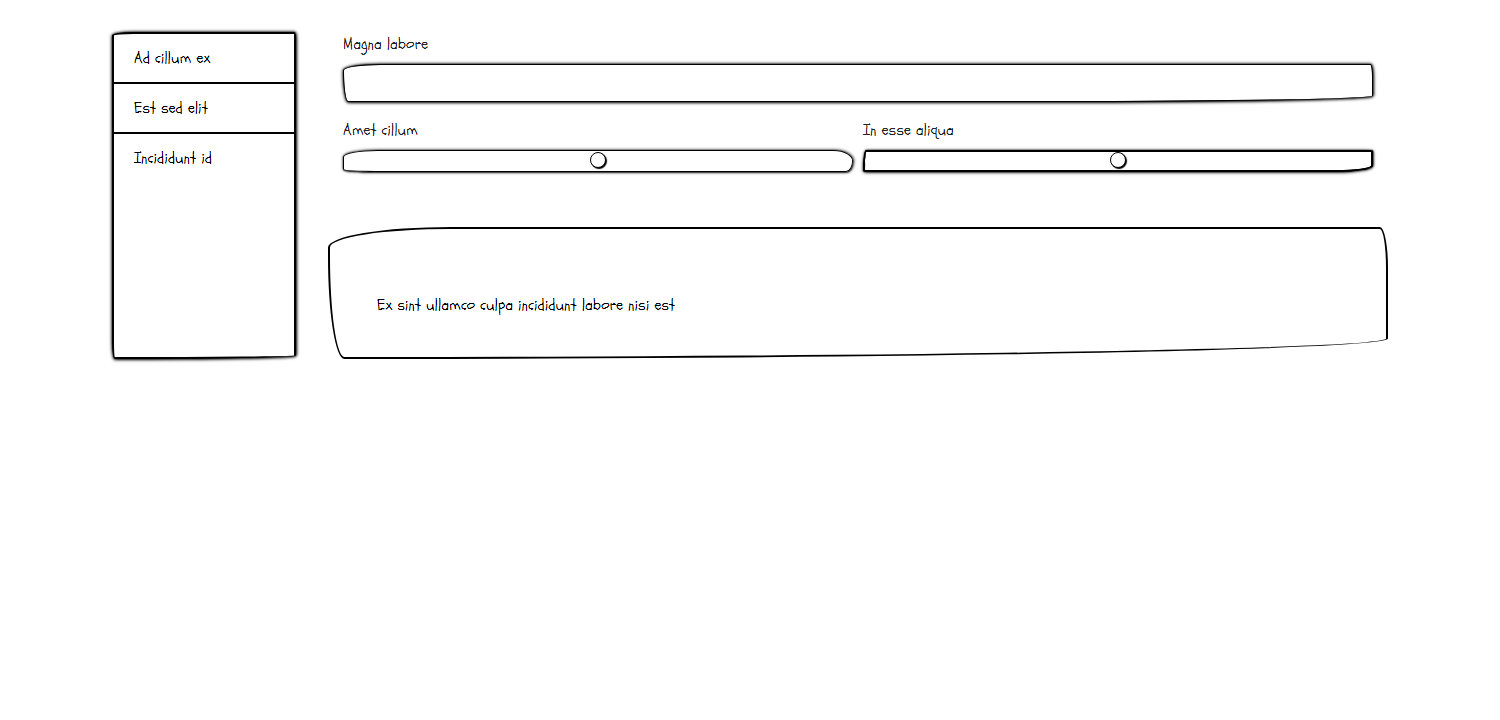 Ad cillum ex
Est sed elit
Incididunt id
Magna labore
Amet cillum
In esse aliqua
Ex sint ullamco culpa incididunt labore nisi est